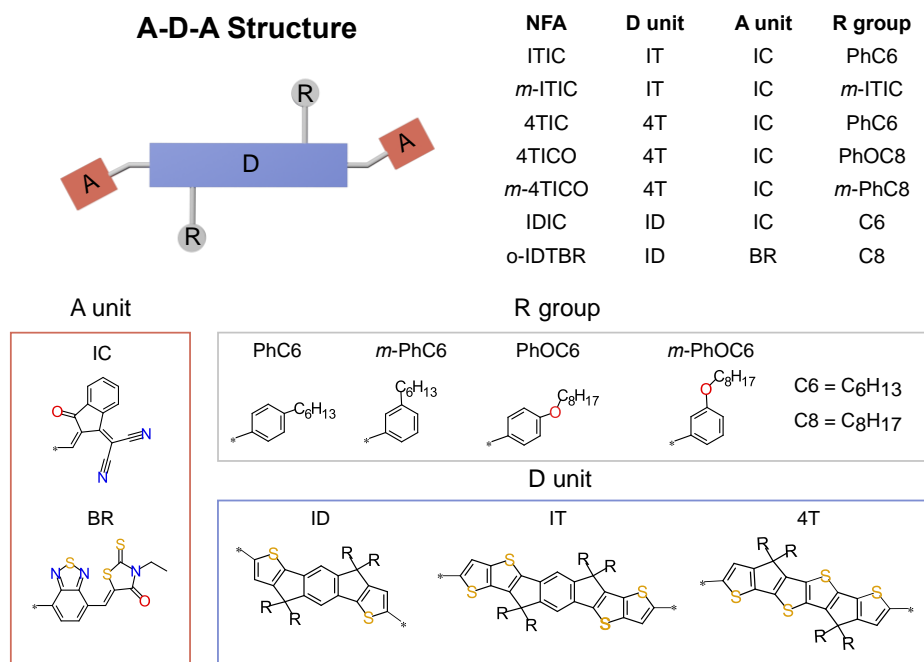 A-D-A Structure
R
A
D
A
R
NFA D unit A unit R group
ITIC IT IC PhC6
m-ITIC IT IC m-ITIC
4TIC 4T IC PhC6
4TICO 4T IC PhOC8
m-4TICO 4T IC m-PhC8
IDIC ID IC C6
o-IDTBR ID BR C8
A unit
IC
O
N
N
*
BR
S
N
N
S
S
N
O
*
R group
PhC6 m-PhC6 PhOC6 m-PhOC6
C₆H₁₃
*
C₆H₁₃
*
C₈H₁₇
O
*
C₈H₁₇
O
*
C6 = C₆H₁₃
C8 = C₈H₁₇
D unit
ID IT 4T
*
S
R R
R R
S
*
*
S
S
R R
R R
S
S
*
*
R R
S
S
S
S
R R
*